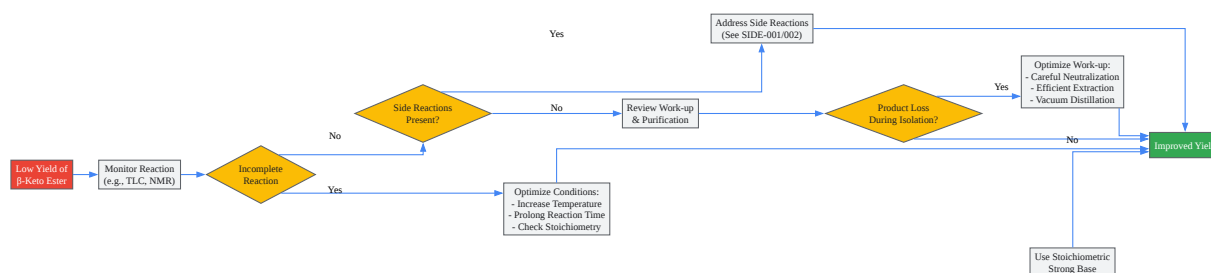 Low Yield of
β-Keto Ester
Monitor Reaction
(e.g., TLC, NMR)
Incomplete
Reaction
No
Yes
Side Reactions
Present?
Yes
No
Optimize Conditions:
- Increase Temperature
- Prolong Reaction Time
- Check Stoichiometry
Address Side Reactions
(See SIDE-001/002)
Review Work-up
& Purification
Product Loss
During Isolation?
Yes
No
Optimize Work-up:
- Careful Neutralization
- Efficient Extraction
- Vacuum Distillation
Use Stoichiometric
Strong Base
Improved Yield